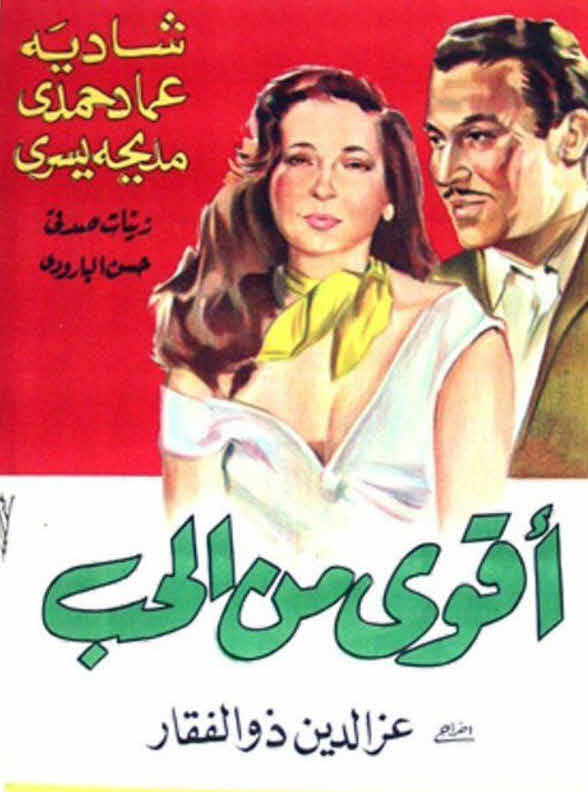 شادية
عماد حمدى
مديحه يسرى
زينات صدقى
حسن البارودى
أقوى من الحب
اخراج عز الدين ذو الفقار